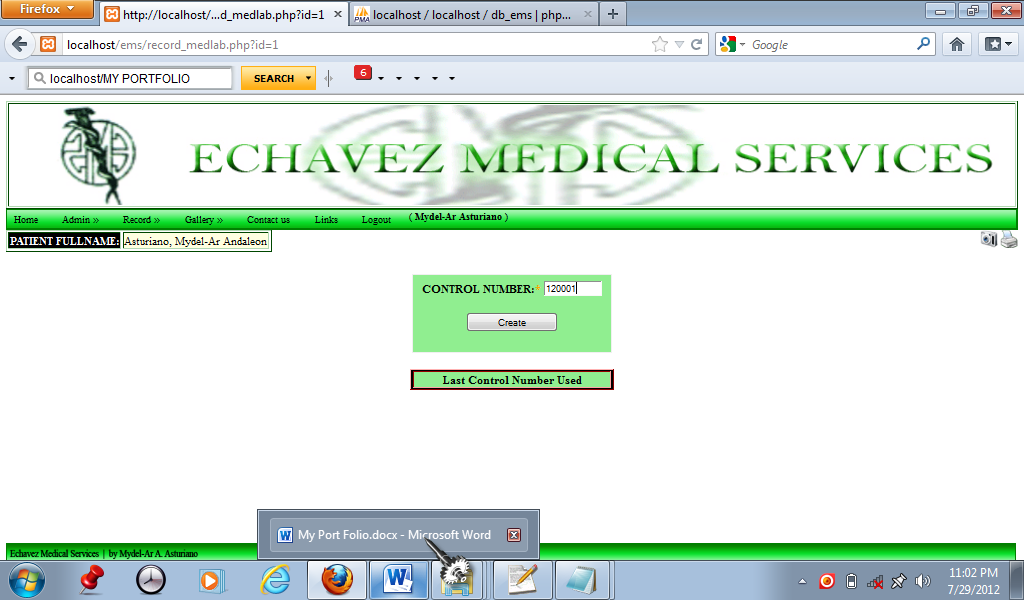 Firefox
http://localhost/...d_medlab.php?id=1
localhost / localhost / db_ems | php...
localhost/ems/record_medlab.php?id=1
Google
localhost/MY PORTFOLIO
SEARCH
6
ECHAVEZ MEDICAL SERVICES
Home Admin » Record » Gallery » Contact us Links Logout ( Mydel-Ar Asturiano )
PATIENT FULLNAME: Asturiano, Mydel-Ar Andaleon
CONTROL NUMBER:* 120001
Create
Last Control Number Used
My Port Folio.docx - Microsoft Word
Echavez Medical Services | by Mydel-Ar A. Asturiano
11:02 PM
7/29/2012